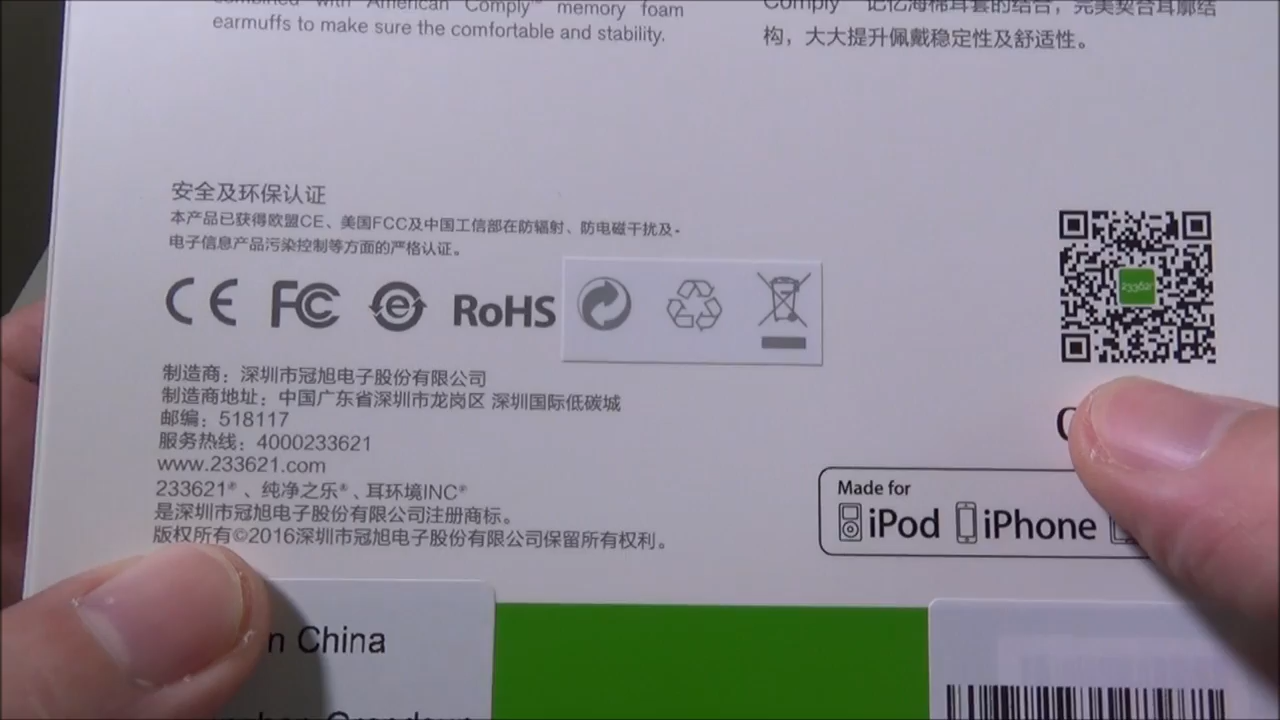 combined with American Comply™ memory foam
earmuffs to make sure the comfortable and stability.
Comply™ 记忆海棉耳套的结合，完美契合耳廓结
构，大大提升佩戴稳定性及舒适性。
安全及环保认证
本产品已获得欧盟CE、美国FCC及中国工信部在防辐射、防电磁干扰及-
电子信息产品污染控制等方面的严格认证。
CE FC e RoHS
233621
制造商：深圳市冠旭电子股份有限公司
制造商地址：中国广东省深圳市龙岗区 深圳国际低碳城
邮编：518117
服务热线：4000233621
www.233621.com
233621®、纯净之乐®、耳环境INC®
是深圳市冠旭电子股份有限公司注册商标。
版权所有©2016深圳市冠旭电子股份有限公司保留所有权利。
Made for
iPod iPhone
China